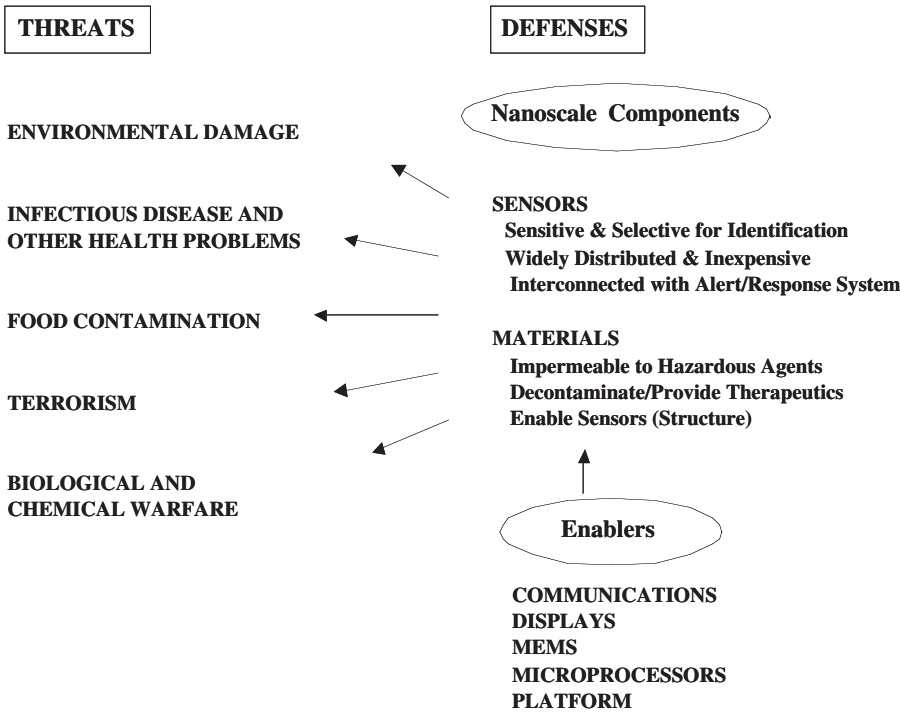 THREATS
ENVIRONMENTAL DAMAGE
INFECTIOUS DISEASE AND
OTHER HEALTH PROBLEMS
FOOD CONTAMINATION
TERRORISM
BIOLOGICAL AND
CHEMICAL WARFARE
DEFENSES
Nanoscale Components
SENSORS
Sensitive & Selective for Identification
Widely Distributed & Inexpensive
Interconnected with Alert/Response System
MATERIALS
Impermeable to Hazardous Agents
Decontaminate/Provide Therapeutics
Enable Sensors (Structure)
Enablers
COMMUNICATIONS
DISPLAYS
MEMS
MICROPROCESSORS
PLATFORM